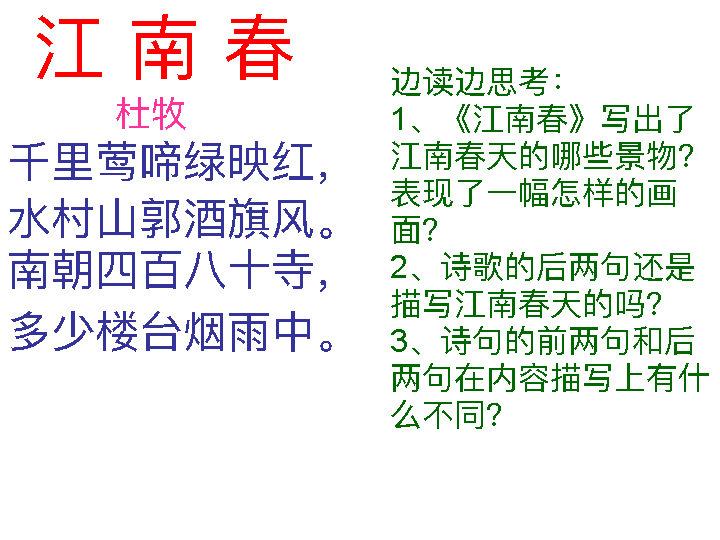 江南春
杜牧
千里莺啼绿映红，
水村山郭酒旗风。
南朝四百八十寺，
多少楼台烟雨中。
边读边思考：
1、《江南春》写出了
江南春天的哪些景物?
表现了一幅怎样的画
面?
2、诗歌的后两句还是
描写江南春天的吗?
3、诗句的前两句和后
两句在内容描写上有什
么不同?